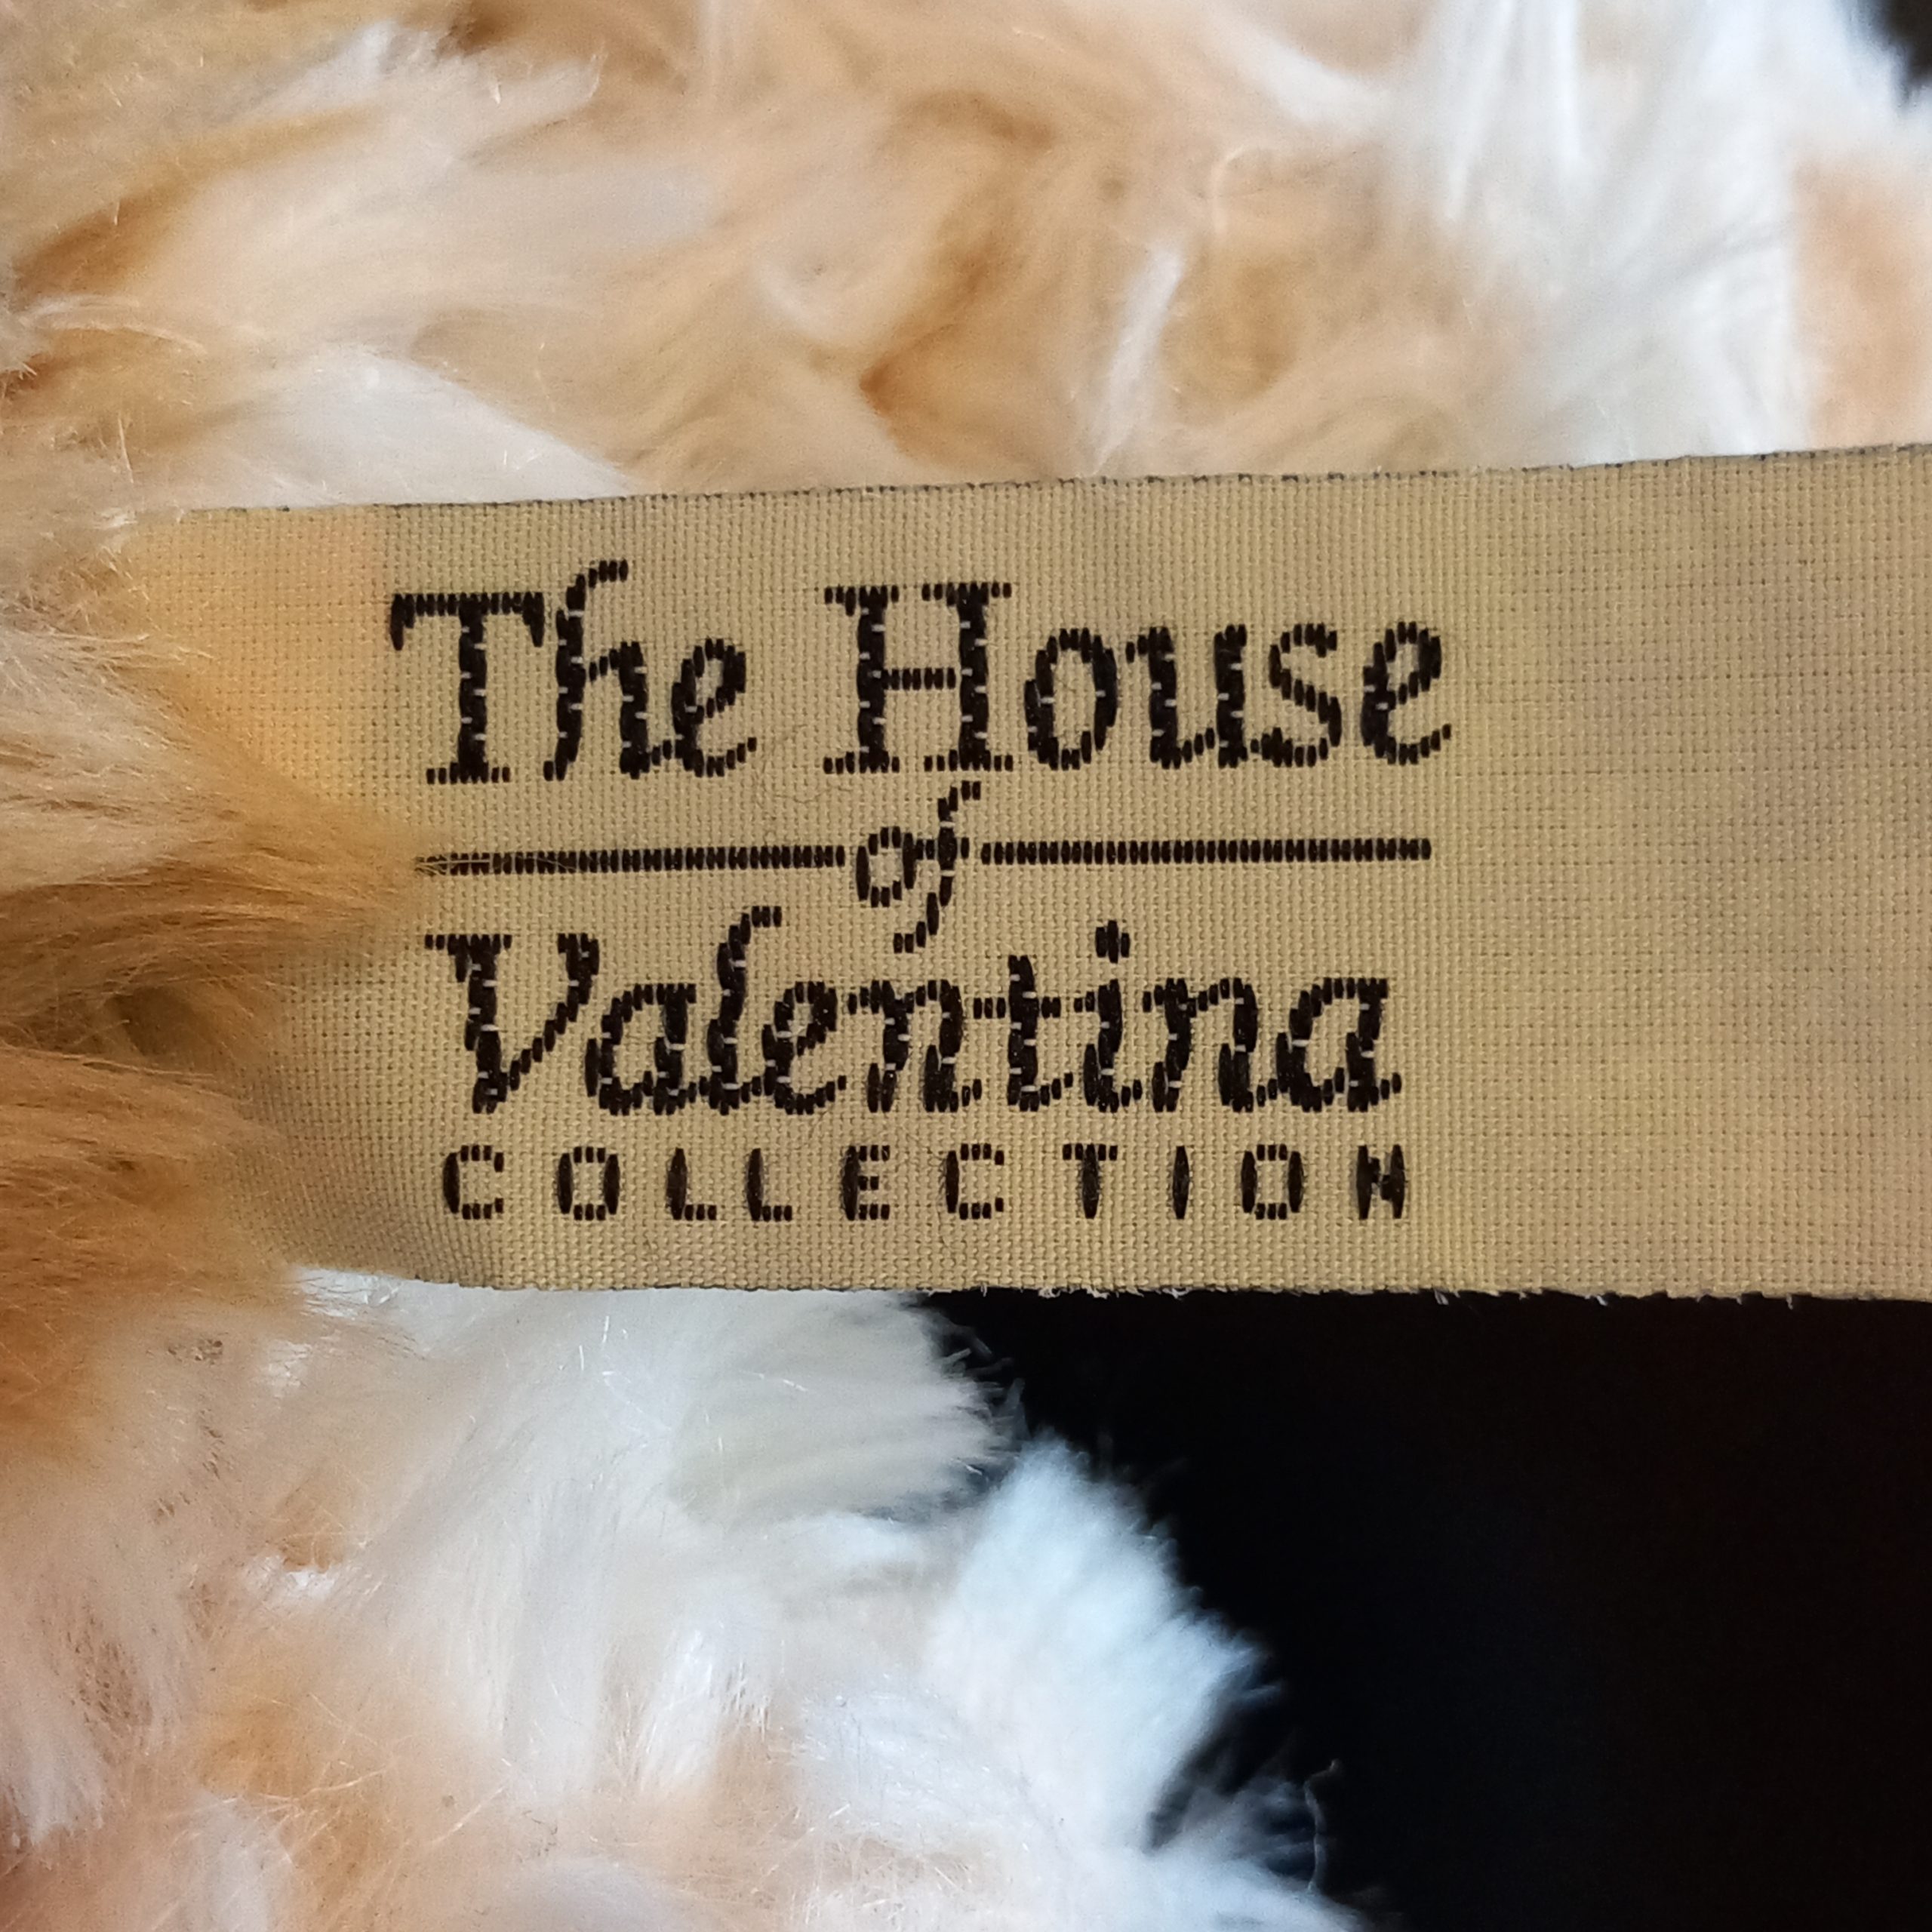 The House
of
Valentina
COLLECTION